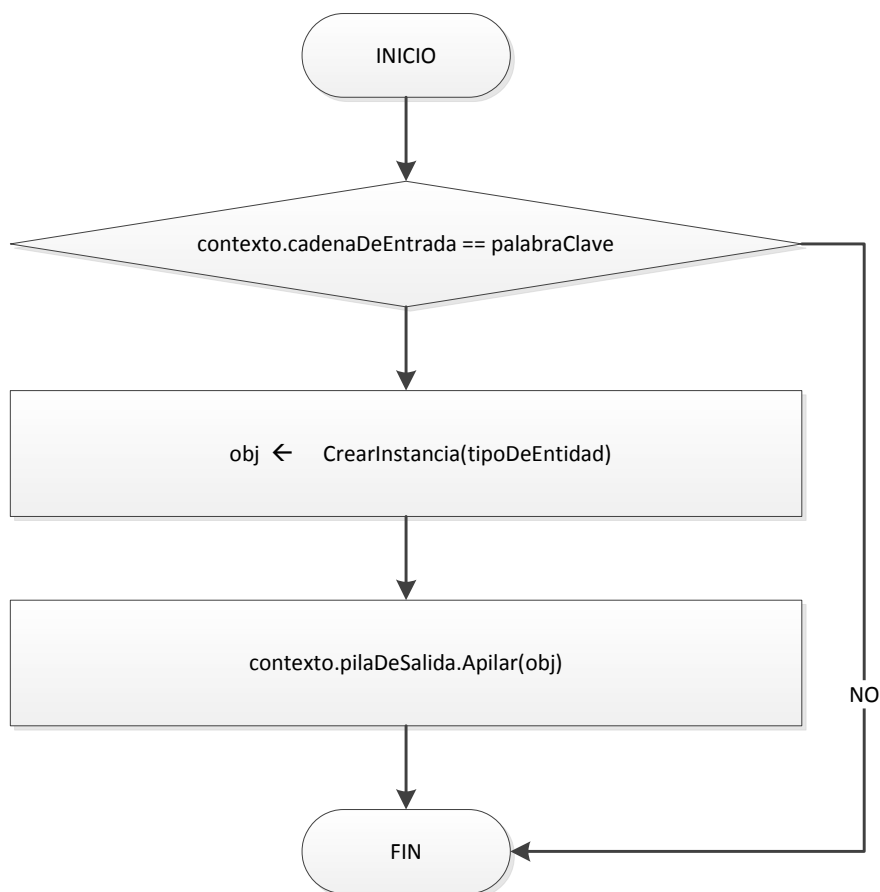 INICIO
contexto.cadenaDeEntrada == palabraClave
obj ← CrearInstancia(tipoDeEntidad)
contexto.pilaDeSalida.Apilar(obj)
NO
FIN